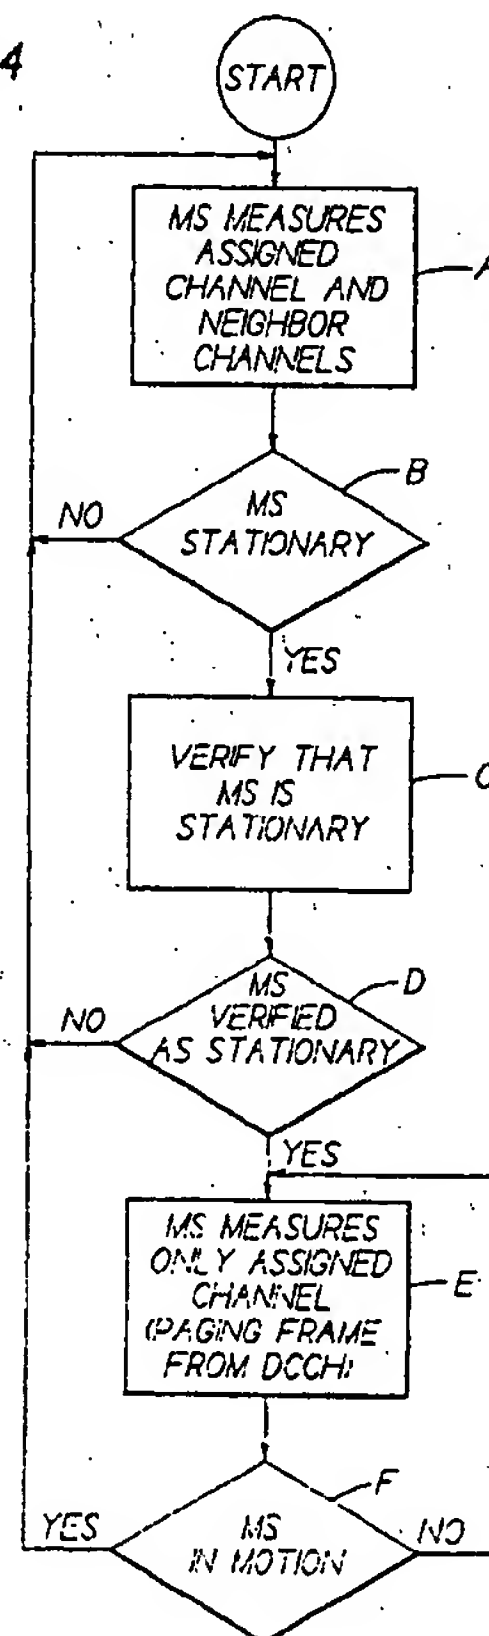 4
START
MS MEASURES
ASSIGNED
CHANNEL AND
NEIGHBOR
CHANNELS
A
B
MS
STATIONARY
NO
YES
VERIFY THAT
MS IS
STATIONARY
C
D
MS
VERIFIED
AS STATIONARY
NO
YES
MS MEASURES
ONLY ASSIGNED
CHANNEL
(PAGING FRAME
FROM DCCH)
E
F
YES
MS
IN MOTION
NO